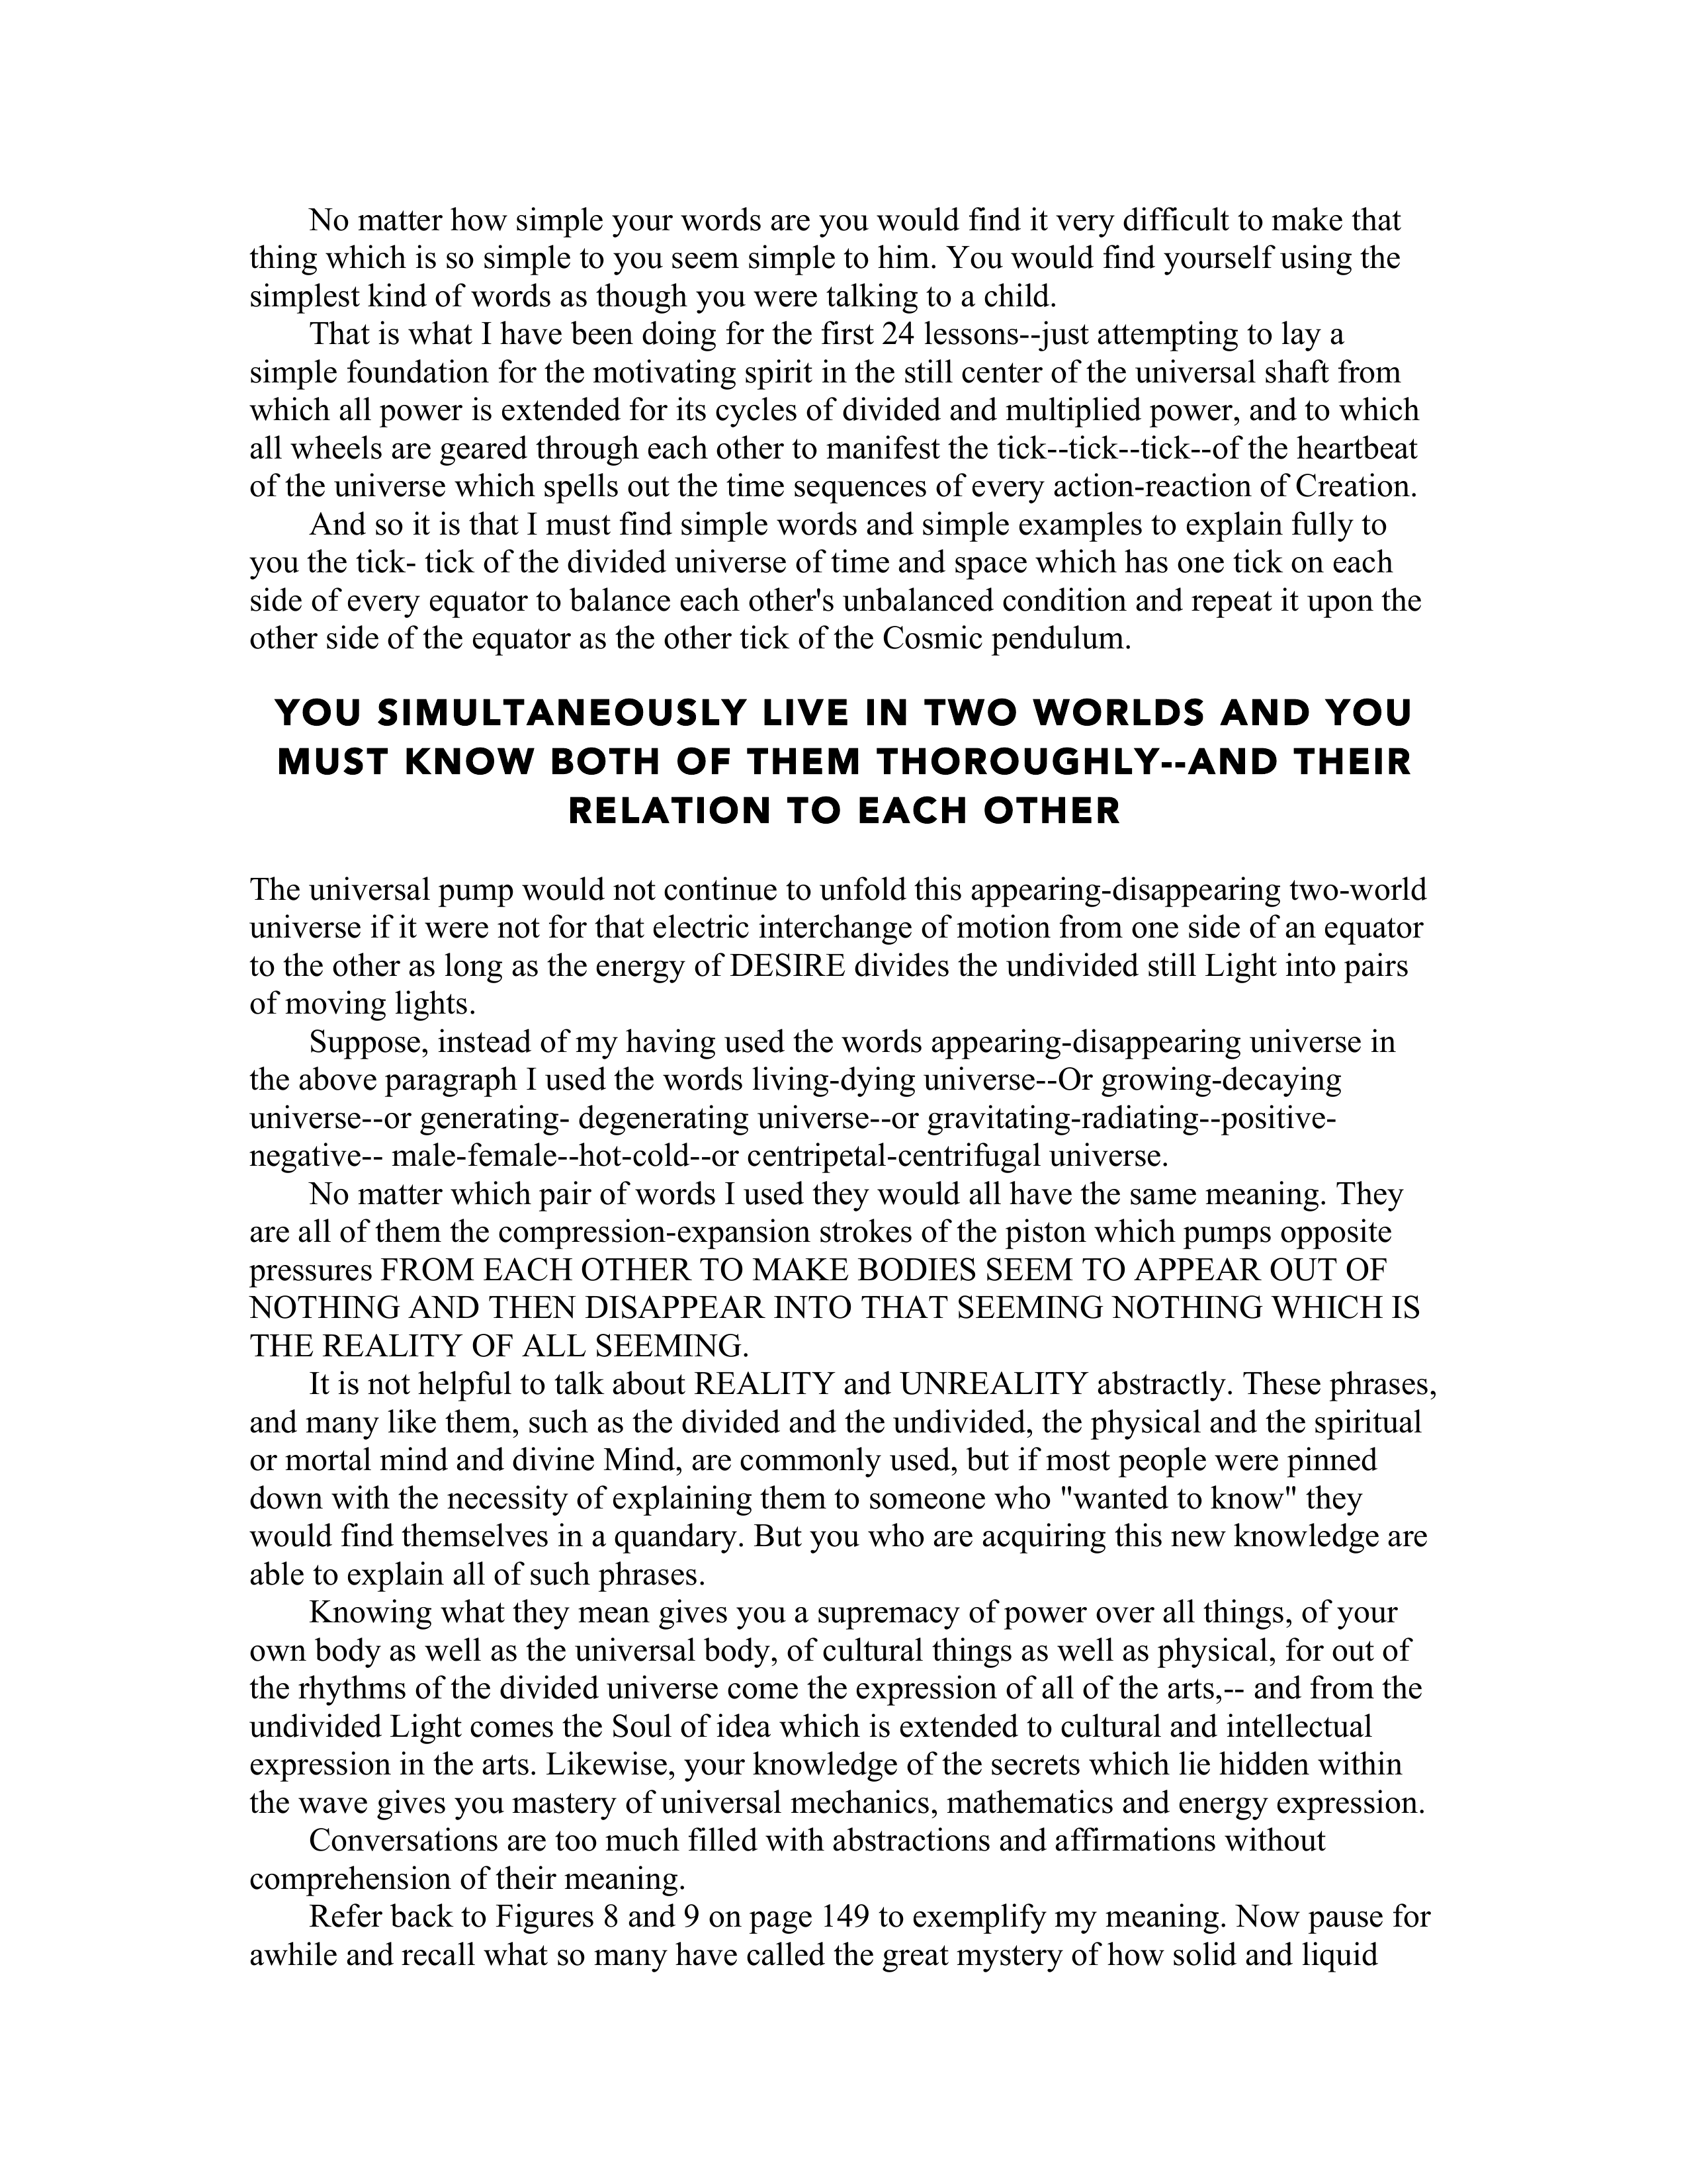 No matter how simple your words are you would find it very difficult to make that
thing which is so simple to you seem simple to him. You would find yourself using the
simplest kind of words as though you were talking to a child.
That is what I have been doing for the first 24 lessons--just attempting to lay a
simple foundation for the motivating spirit in the still center of the universal shaft from
which all power is extended for its cycles of divided and multiplied power, and to which
all wheels are geared through each other to manifest the tick--tick--tick--of the heartbeat
of the universe which spells out the time sequences of every action-reaction of Creation.
And so it is that I must find simple words and simple examples to explain fully to
you the tick- tick of the divided universe of time and space which has one tick on each
side of every equator to balance each other's unbalanced condition and repeat it upon the
other side of the equator as the other tick of the Cosmic pendulum.
YOU SIMULTANEOUSLY LIVE IN TWO WORLDS AND YOU
MUST KNOW BOTH OF THEM THOROUGHLY--AND THEIR
RELATION TO EACH OTHER
The universal pump would not continue to unfold this appearing-disappearing two-world
universe if it were not for that electric interchange of motion from one side of an equator
to the other as long as the energy of DESIRE divides the undivided still Light into pairs
of moving lights.
Suppose, instead of my having used the words appearing-disappearing universe in
the above paragraph I used the words living-dying universe--Or growing-decaying
universe--or generating- degenerating universe--or gravitating-radiating--positive-
negative-- male-female--hot-cold--or centripetal-centrifugal universe.
No matter which pair of words I used they would all have the same meaning. They
are all of them the compression-expansion strokes of the piston which pumps opposite
pressures FROM EACH OTHER TO MAKE BODIES SEEM TO APPEAR OUT OF
NOTHING AND THEN DISAPPEAR INTO THAT SEEMING NOTHING WHICH IS
THE REALITY OF ALL SEEMING.
It is not helpful to talk about REALITY and UNREALITY abstractly. These phrases,
and many like them, such as the divided and the undivided, the physical and the spiritual
or mortal mind and divine Mind, are commonly used, but if most people were pinned
down with the necessity of explaining them to someone who "wanted to know" they
would find themselves in a quandary. But you who are acquiring this new knowledge are
able to explain all of such phrases.
Knowing what they mean gives you a supremacy of power over all things, of your
own body as well as the universal body, of cultural things as well as physical, for out of
the rhythms of the divided universe come the expression of all of the arts,-- and from the
undivided Light comes the Soul of idea which is extended to cultural and intellectual
expression in the arts. Likewise, your knowledge of the secrets which lie hidden within
the wave gives you mastery of universal mechanics, mathematics and energy expression.
Conversations are too much filled with abstractions and affirmations without
comprehension of their meaning.
Refer back to Figures 8 and 9 on page 149 to exemplify my meaning. Now pause for
awhile and recall what so many have called the great mystery of how solid and liquid